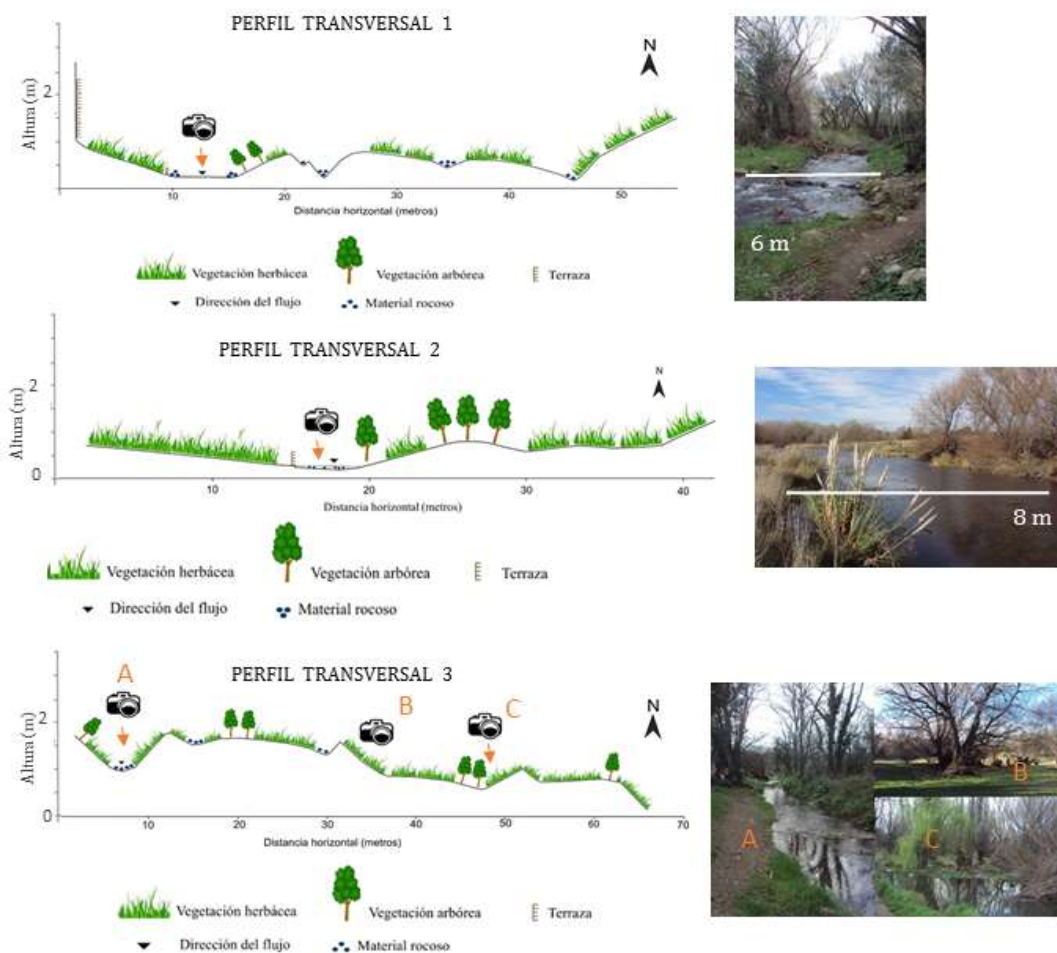 PERFIL TRANSVERSAL 1
N
Altura (m)
2
0
10 20 30 40 50
Distancia horizontal (metros)
Vegetación herbácea Vegetación arbórea Terraza
Dirección del flujo Material rocoso
6 m
PERFIL TRANSVERSAL 2
N
Altura (m)
2
0
10 20 30 40
Distancia horizontal (metros)
8 m
Vegetación herbácea Vegetación arbórea Terraza
Dirección del flujo Material rocoso
PERFIL TRANSVERSAL 3
A
B
C
N
Altura (m)
2
0
10 20 30 40 50 60 70
Distancia horizontal (metros)
A
B
C
Vegetación herbácea Vegetación arbórea Terraza
Dirección del flujo Material rocoso